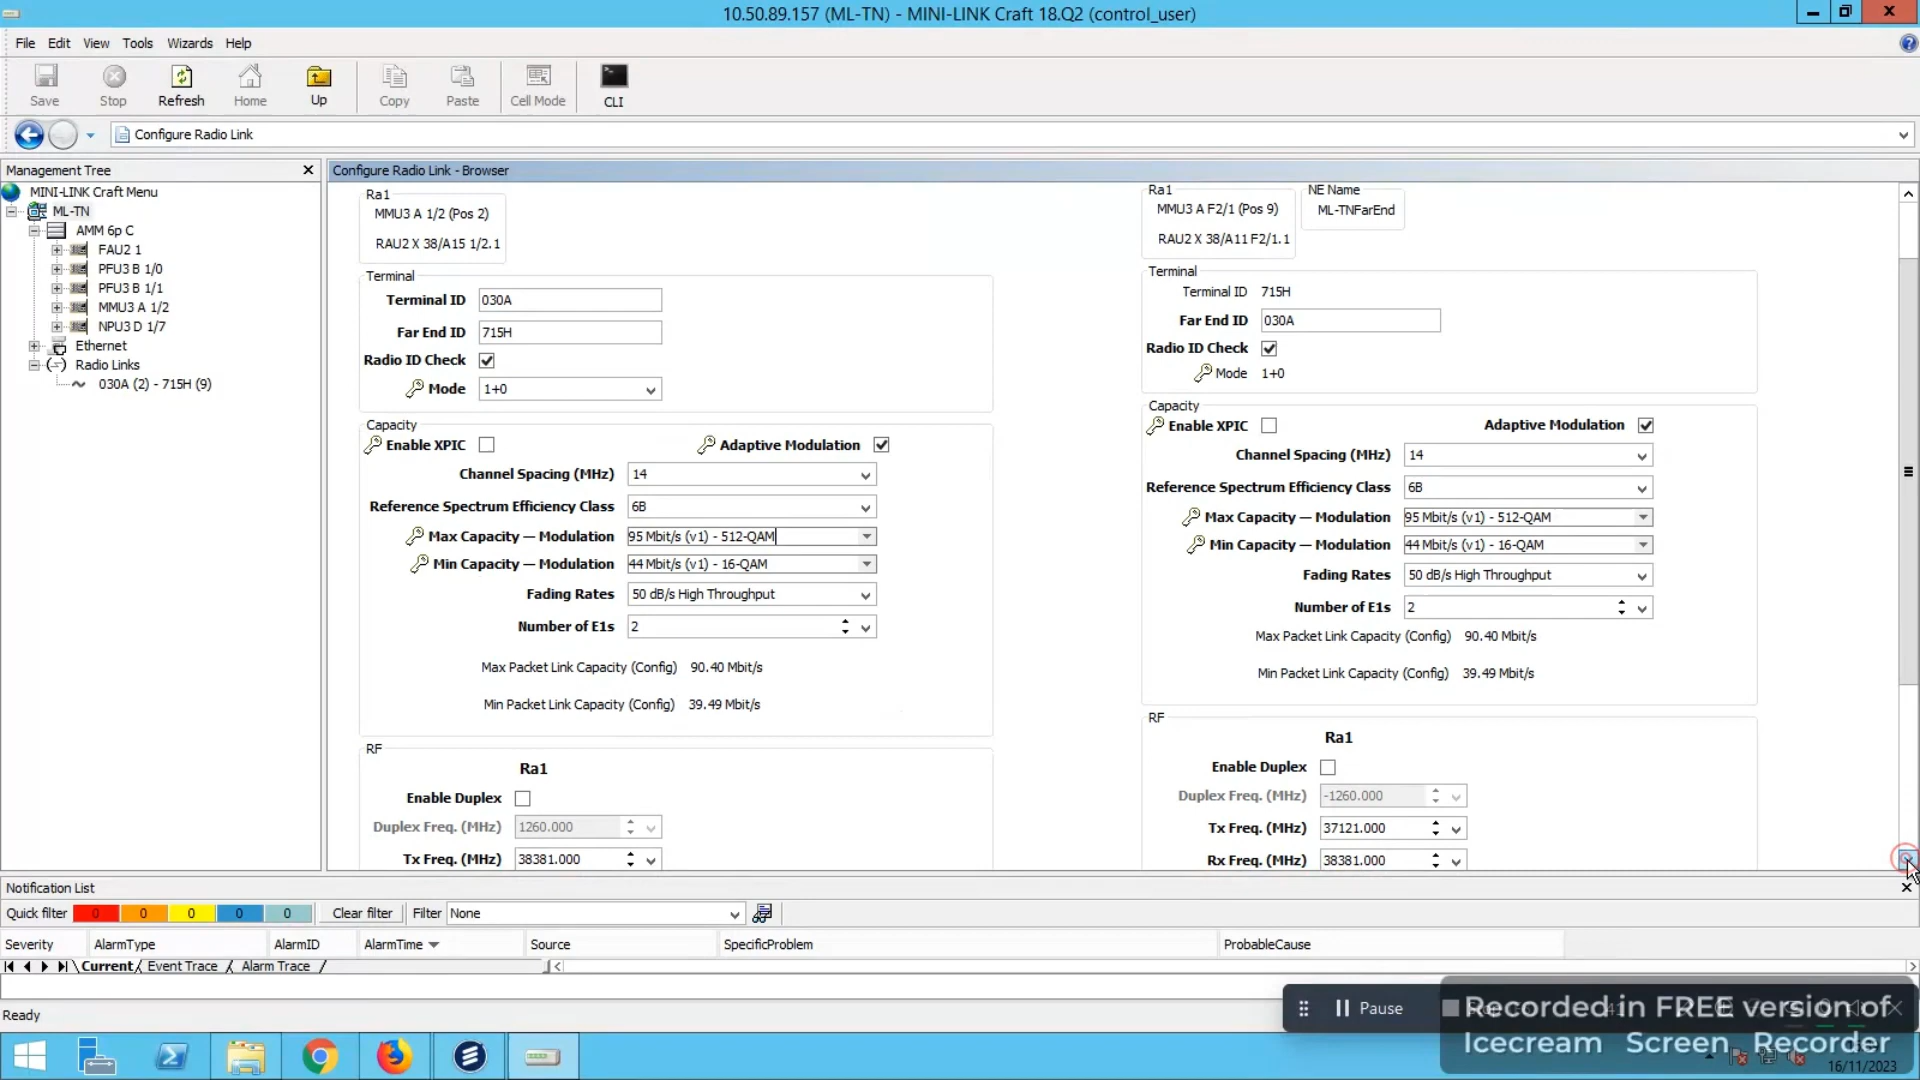 10.50.89.157 (ML-TN) - MINI-LINK Craft 18.Q2 (control_user)
File Edit View Tools Wizards Help
Save Stop Refresh Home Up Copy Paste Cell Mode CLI
Configure Radio Link
Management Tree
MINI-LINK Craft Menu
ML-TN
AMM 6p C
FAU2 1
PFU3 B 1/0
PFU3 B 1/1
MMU3 A 1/2
NPU3 D 1/7
Ethernet
Radio Links
030A (2) - 715H (9)
Configure Radio Link - Browser
Ra1
MMU3 A 1/2 (Pos 2)
RAU2 X 38/A15 1/2.1
Terminal
Terminal ID 030A
Far End ID 715H
Radio ID Check
Mode 1+0
Capacity
Enable XPIC Adaptive Modulation
Channel Spacing (MHz) 14
Reference Spectrum Efficiency Class 6B
Max Capacity — Modulation 95 Mbit/s (v1) - 512-QAM
Min Capacity — Modulation 44 Mbit/s (v1) - 16-QAM
Fading Rates 50 dB/s High Throughput
Number of E1s 2
Max Packet Link Capacity (Config) 90.40 Mbit/s
Min Packet Link Capacity (Config) 39.49 Mbit/s
RF
Ra1
Enable Duplex
Duplex Freq. (MHz) 1260.000
Tx Freq. (MHz) 38381.000
Ra1 NE Name
MMU3 A F2/1 (Pos 9) ML-TNFarEnd
RAU2 X 38/A11 F2/1.1
Terminal
Terminal ID 715H
Far End ID 030A
Radio ID Check
Mode 1+0
Capacity
Enable XPIC Adaptive Modulation
Channel Spacing (MHz) 14
Reference Spectrum Efficiency Class 6B
Max Capacity — Modulation 95 Mbit/s (v1) - 512-QAM
Min Capacity — Modulation 44 Mbit/s (v1) - 16-QAM
Fading Rates 50 dB/s High Throughput
Number of E1s 2
Max Packet Link Capacity (Config) 90.40 Mbit/s
Min Packet Link Capacity (Config) 39.49 Mbit/s
RF
Ra1
Enable Duplex
Duplex Freq. (MHz) -1260.000
Tx Freq. (MHz) 37121.000
Rx Freq. (MHz) 38381.000
Notification List
Quick filter 0 0 0 0 0 Clear filter Filter None
Severity AlarmType AlarmID AlarmTime Source SpecificProblem ProbableCause
Current Event Trace Alarm Trace
Ready
Pause
Recorded in FREE version of
Icecream Screen Recorder
16/11/2023